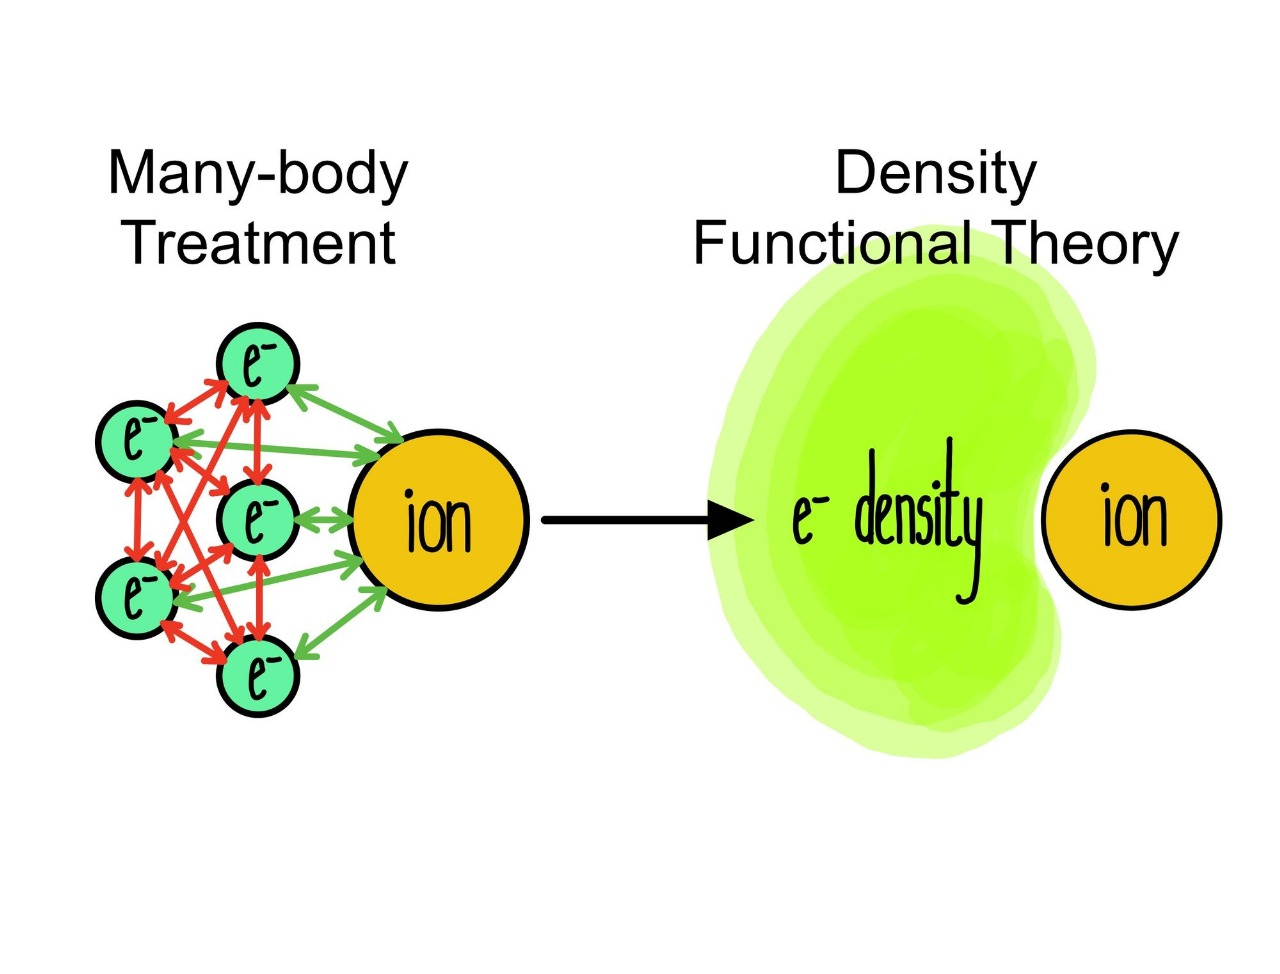 Many-body
Treatment
Density
Functional Theory
e⁻
e⁻
e⁻
e⁻
e⁻
ion
e⁻ density
ion